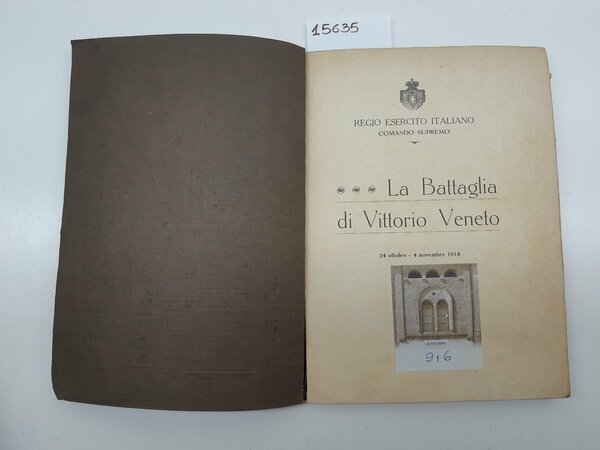 15635
REGIO ESERCITO ITALIANO
COMANDO SUPREMO
La Battaglia
di Vittorio Veneto
24 ottobre - 4 novembre 1918
916